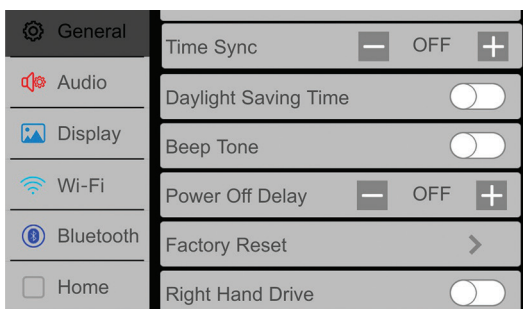 General
Audio
Display
Wi-Fi
Bluetooth
Home
Time Sync OFF
Daylight Saving Time
Beep Tone
Power Off Delay OFF
Factory Reset
Right Hand Drive